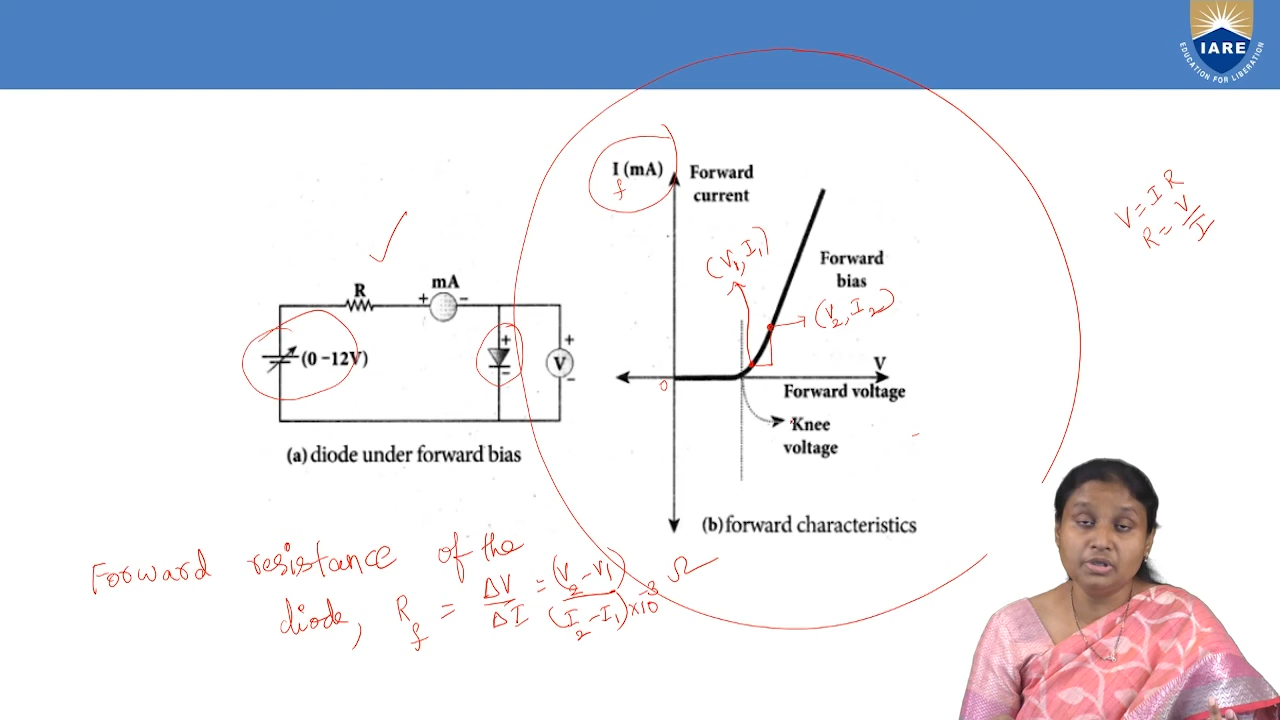 IARE
EDUCATION FOR LIBERATION
I (mA)
f
Forward
current
V = I R
R = V/I
(V1, I1)
Forward
bias
(V2, I2)
R
mA
+ -
(0 -12V)
+
-
+
V
-
0
V
Forward voltage
Knee
voltage
(a) diode under forward bias
(b) forward characteristics
Forward resistance of the
diode, Rf = ΔV/ΔI = (V2 - V1)/(I2 - I1) × 10^-3 Ω